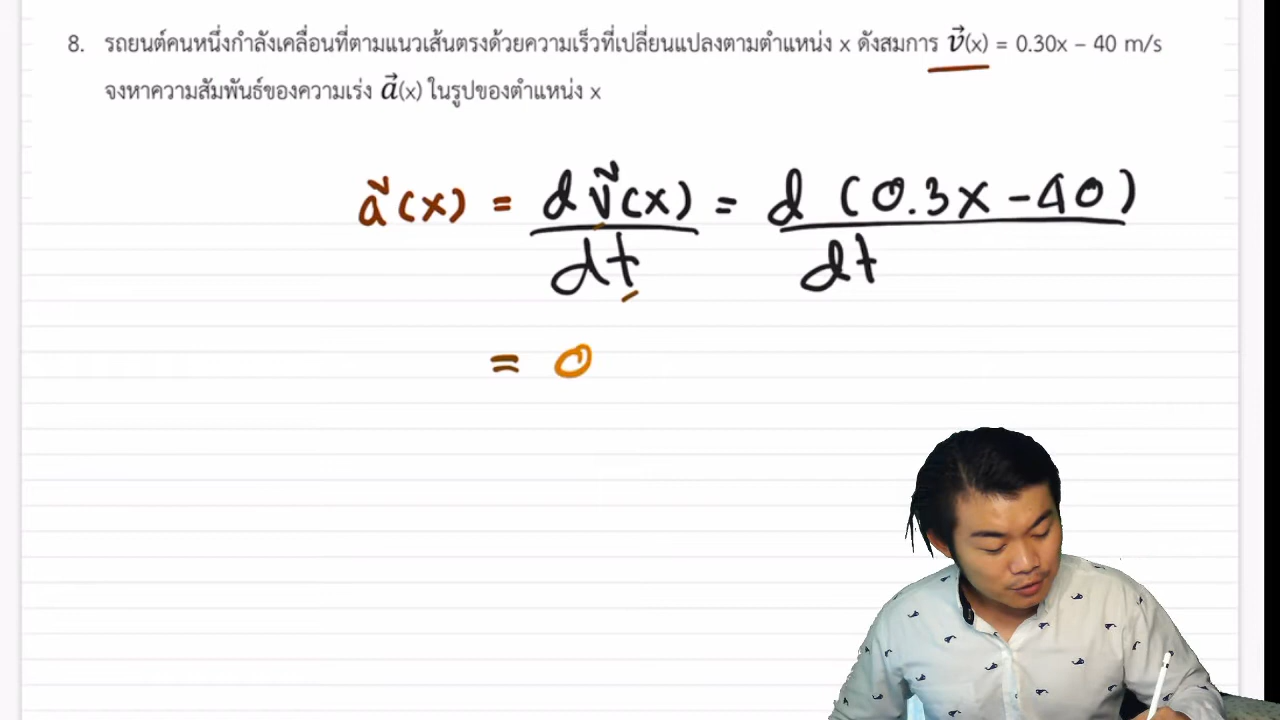 8. รถยนต์คนหนึ่งกำลังเคลื่อนที่ตามแนวเส้นตรงด้วยความเร็วที่เปลี่ยนแปลงตามตำแหน่ง x ดังสมการ v⃗(x) = 0.30x – 40 m/s
จงหาความสัมพันธ์ของความเร่ง a⃗(x) ในรูปของตำแหน่ง x
a⃗(x) = d v⃗(x) / dt = d (0.3x - 40) / dt
= 0